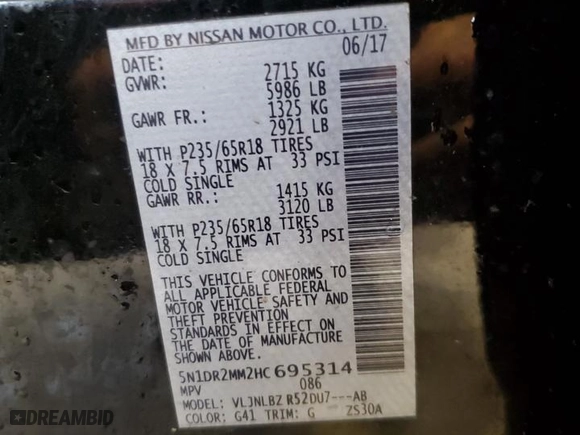 MFD BY NISSAN MOTOR CO., LTD.
DATE: 06/17
GVWR: 2715 KG
5986 LB
GAWR FR.: 1325 KG
2921 LB
WITH P235/65R18 TIRES
18 X 7.5 RIMS AT 33 PSI
COLD SINGLE
GAWR RR.: 1415 KG
3120 LB
WITH P235/65R18 TIRES
18 X 7.5 RIMS AT 33 PSI
COLD SINGLE
THIS VEHICLE CONFORMS TO
ALL APPLICABLE FEDERAL
MOTOR VEHICLE SAFETY AND
THEFT PREVENTION
STANDARDS IN EFFECT ON
THE DATE OF MANUFACTURE
SHOWN ABOVE.
5N1DR2MM2HC695314
MPV 086
MODEL: VLJNLBZ R52DU7---AB
COLOR: G41 TRIM: G ZS30A
DREAMBID